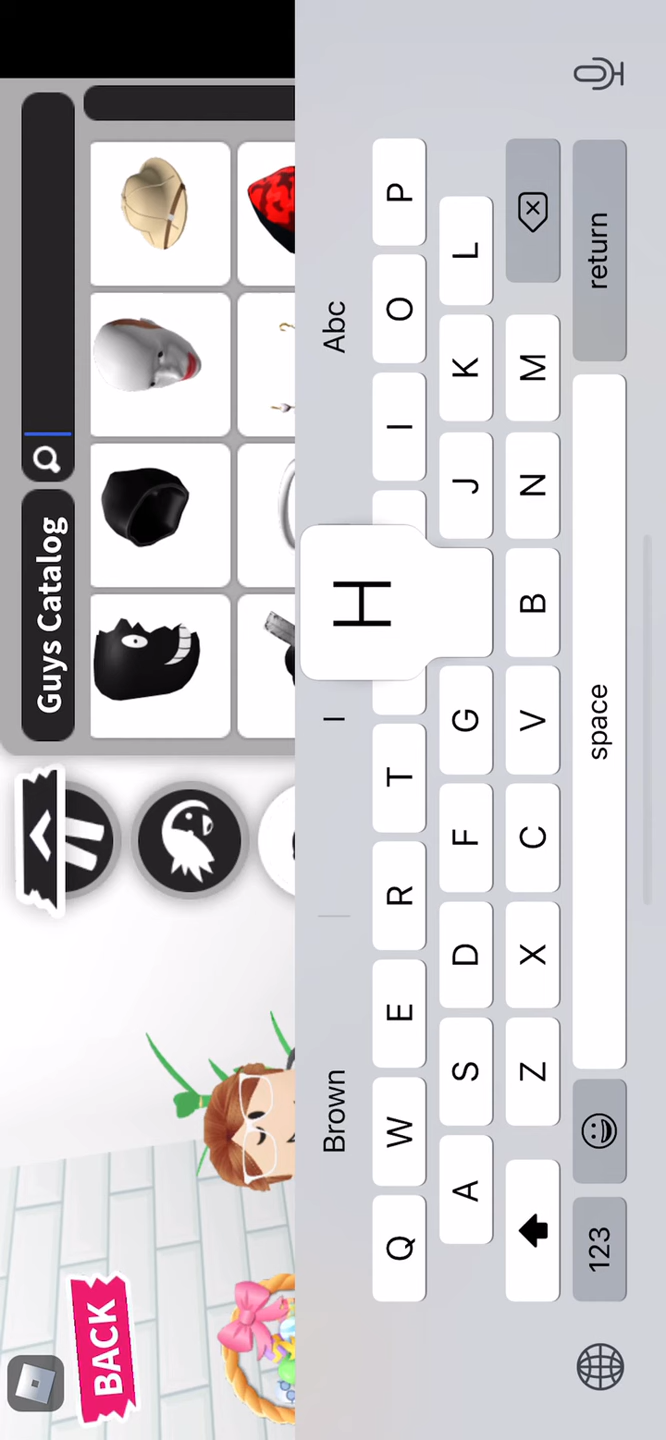 Guys Catalog
BACK
Brown
I
Abc
Q W E R T I O P
A S D F G H J K L
Z X C V B N M
123 space return